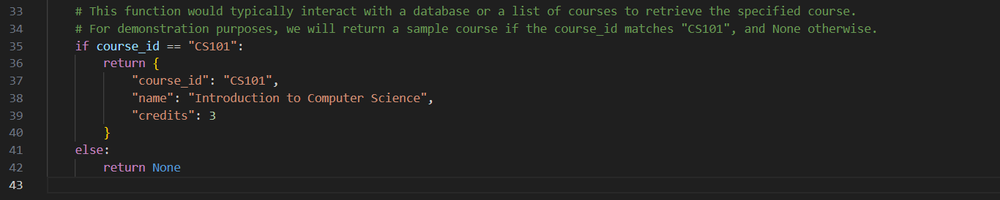 33 # This function would typically interact with a database or a list of courses to retrieve the specified course.
34 # For demonstration purposes, we will return a sample course if the course_id matches "CS101", and None otherwise.
35 if course_id == "CS101":
36 return {
37 "course_id": "CS101",
38 "name": "Introduction to Computer Science",
39 "credits": 3
40 }
41 else:
42 return None
43